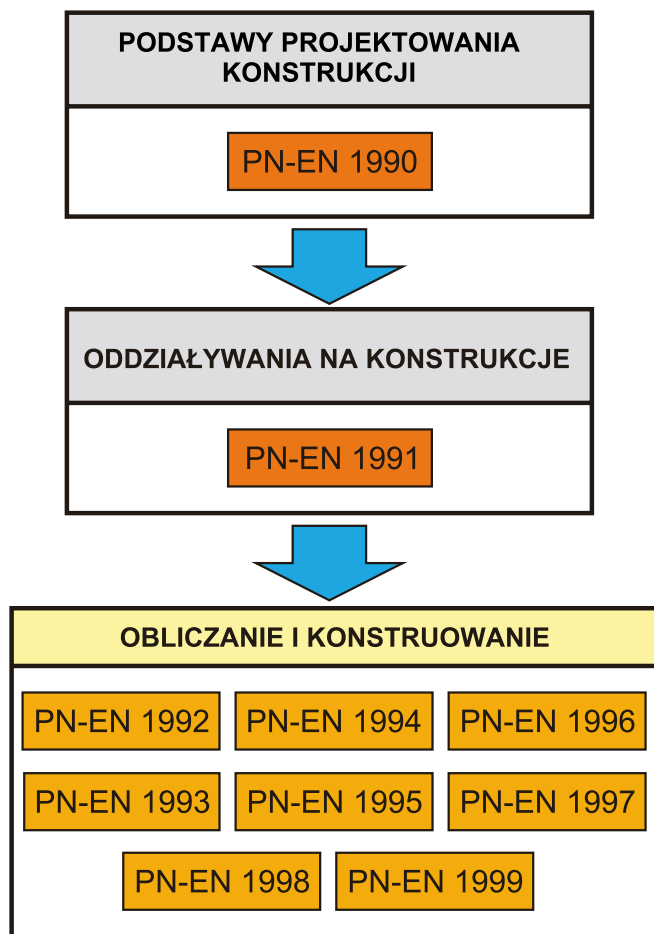 PODSTAWY PROJEKTOWANIA
KONSTRUKCJI
PN-EN 1990
ODDZIAŁYWANIA NA KONSTRUKCJE
PN-EN 1991
OBLICZANIE I KONSTRUOWANIE
PN-EN 1992 PN-EN 1994 PN-EN 1996
PN-EN 1993 PN-EN 1995 PN-EN 1997
PN-EN 1998 PN-EN 1999